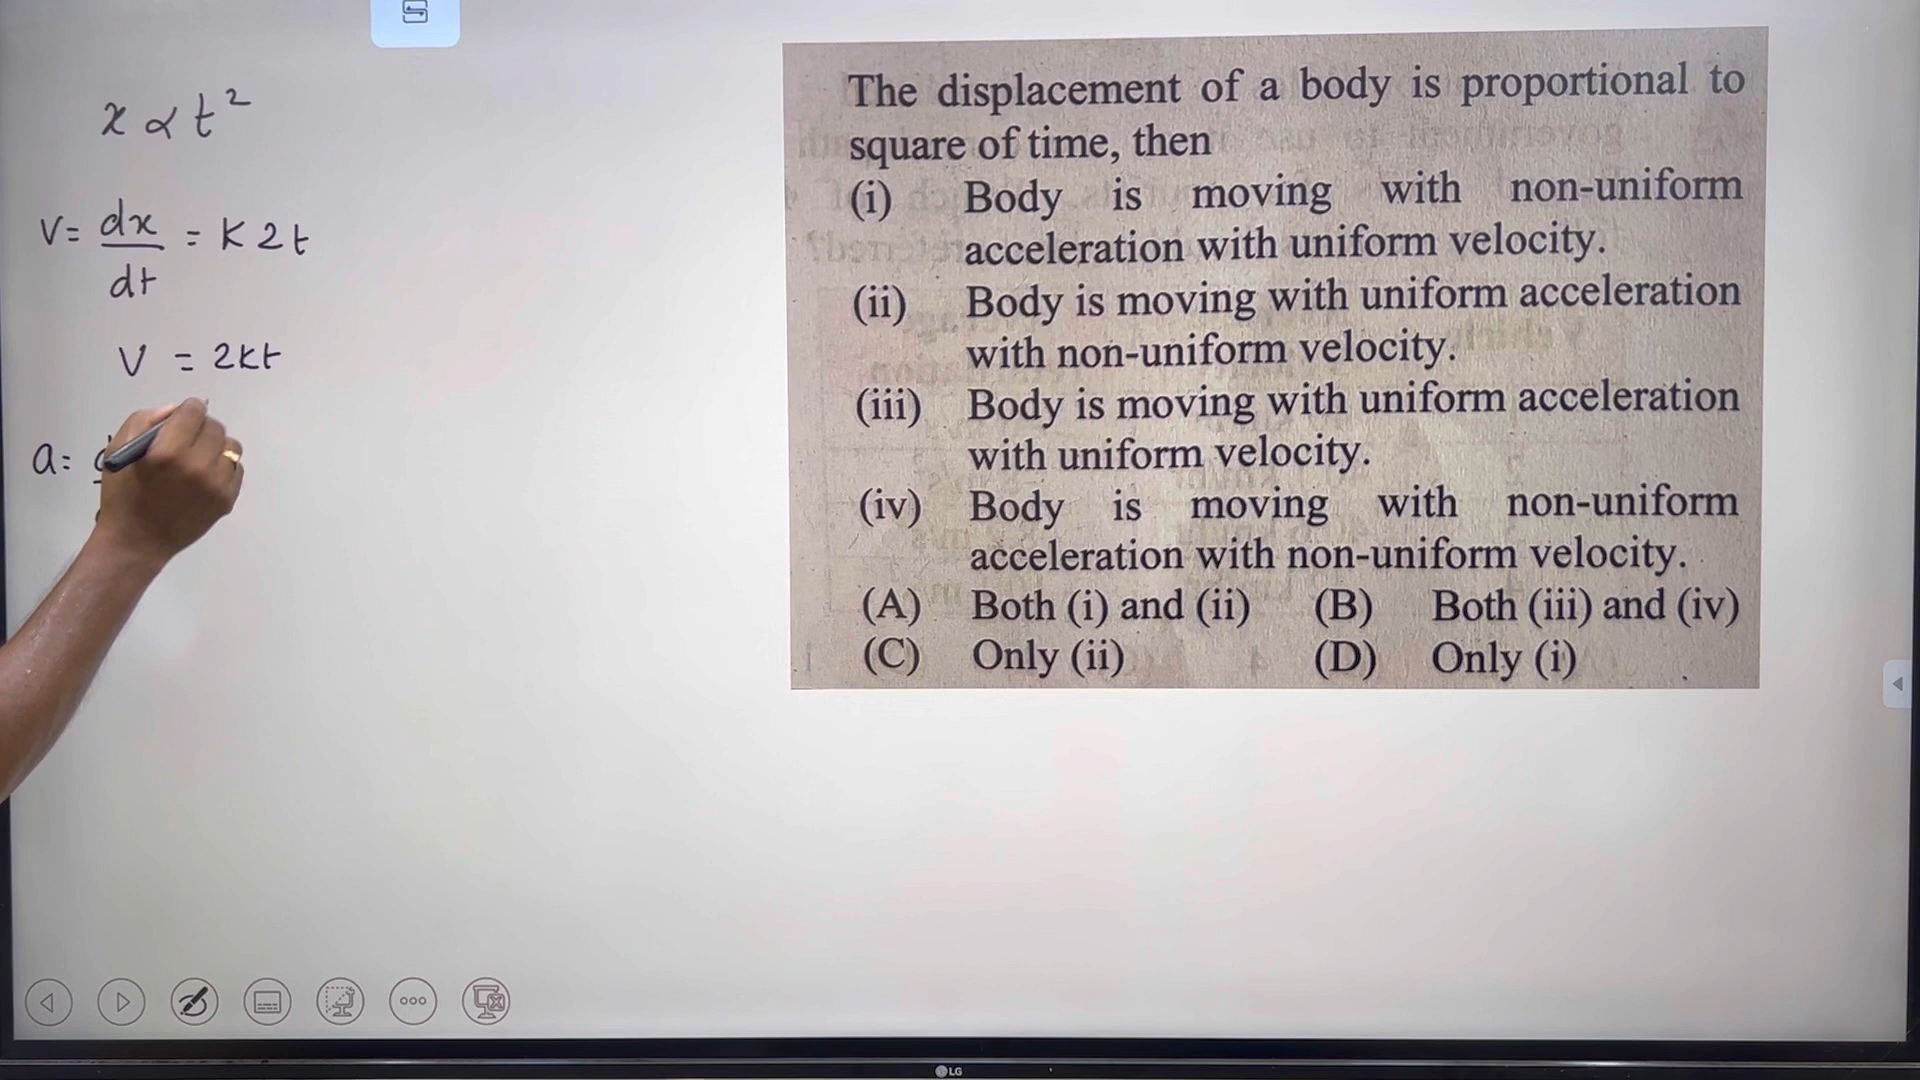 x ∝ t²
V = dx/dt = K 2t
V = 2Kt
a =
The displacement of a body is proportional to
square of time, then
(i) Body is moving with non-uniform
acceleration with uniform velocity.
(ii) Body is moving with uniform acceleration
with non-uniform velocity.
(iii) Body is moving with uniform acceleration
with uniform velocity.
(iv) Body is moving with non-uniform
acceleration with non-uniform velocity.
(A) Both (i) and (ii) (B) Both (iii) and (iv)
(C) Only (ii) (D) Only (i)
LG